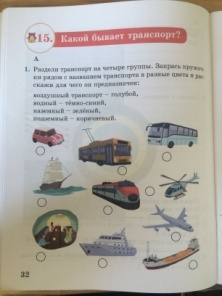 15. Какой бывает транспорт?
А
1. Раздели транспорт на четыре группы. Закрась кружо-
ки рядом с названием транспорта в разные цвета и рас-
скажи для чего он предназначен:
воздушный транспорт – голубой,
водный – тёмно-синий,
наземный – зелёный,
подземный – коричневый.
32